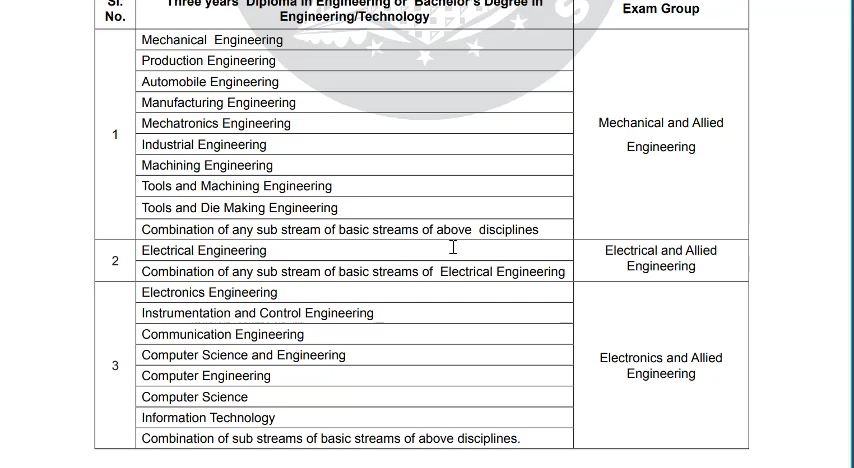 Sl.
No.
Three years' Diploma in Engineering or Bachelor's Degree in
Engineering/Technology
Exam Group
1
Mechanical Engineering
Production Engineering
Automobile Engineering
Manufacturing Engineering
Mechatronics Engineering
Industrial Engineering
Machining Engineering
Tools and Machining Engineering
Tools and Die Making Engineering
Combination of any sub stream of basic streams of above disciplines
Mechanical and Allied
Engineering
2
Electrical Engineering
Combination of any sub stream of basic streams of Electrical Engineering
Electrical and Allied
Engineering
3
Electronics Engineering
Instrumentation and Control Engineering
Communication Engineering
Computer Science and Engineering
Computer Engineering
Computer Science
Information Technology
Combination of sub streams of basic streams of above disciplines.
Electronics and Allied
Engineering